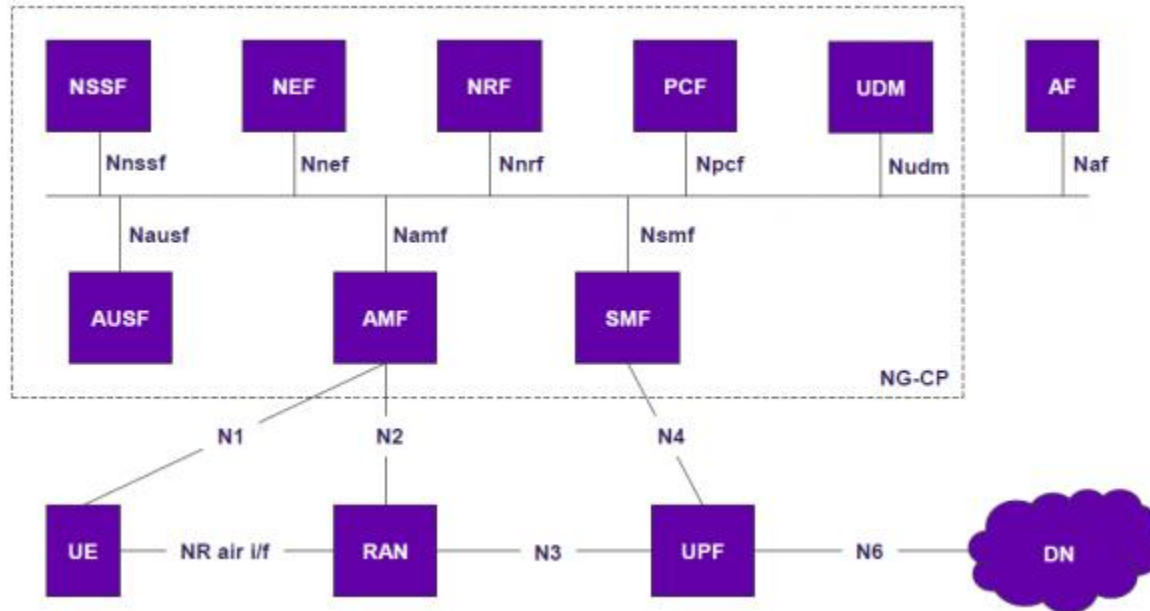 NSSF
NEF
NRF
PCF
UDM
AF
Nnssf
Nnef
Nnrf
Npcf
Nudm
Naf
Nausf
Namf
Nsmf
AUSF
AMF
SMF
NG-CP
N1
N2
N4
UE
NR air i/f
RAN
N3
UPF
N6
DN